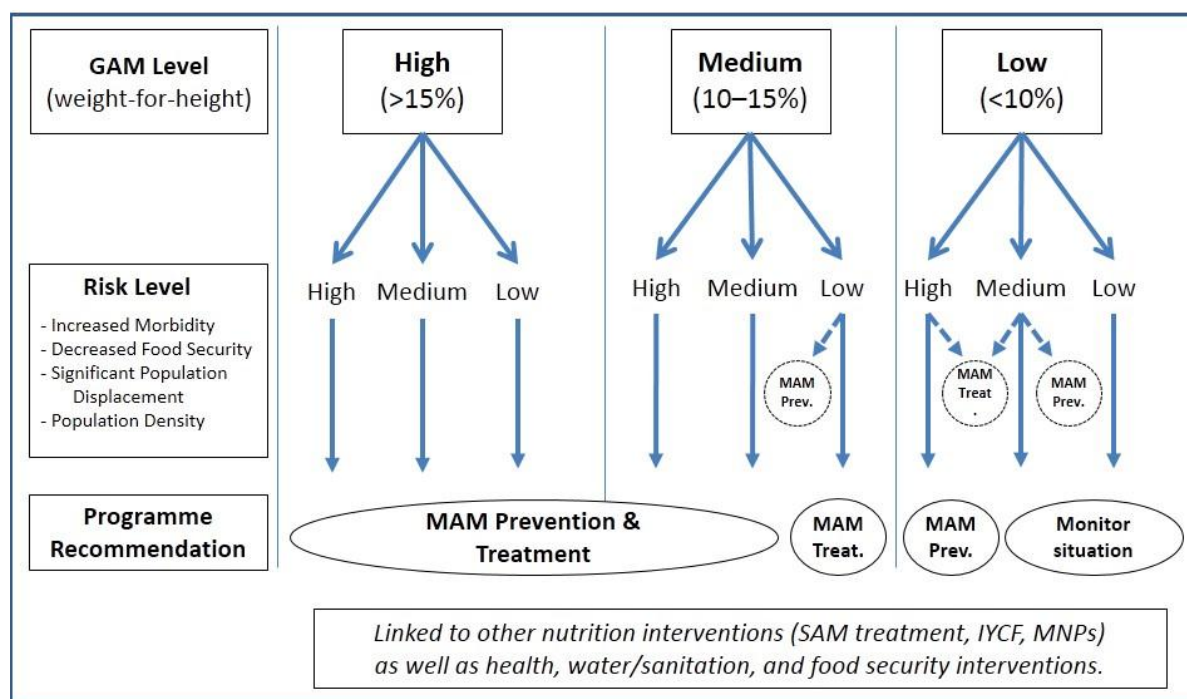 GAM Level
(weight-for-height)
High
(>15%)
Medium
(10–15%)
Low
(<10%)
Risk Level
- Increased Morbidity
- Decreased Food Security
- Significant Population
Displacement
- Population Density
High Medium Low
High Medium Low
High Medium Low
MAM
Prev.
MAM
Treat
.
MAM
Prev.
Programme
Recommendation
MAM Prevention &
Treatment
MAM
Treat.
MAM
Prev.
Monitor
situation
Linked to other nutrition interventions (SAM treatment, IYCF, MNPs)
as well as health, water/sanitation, and food security interventions.